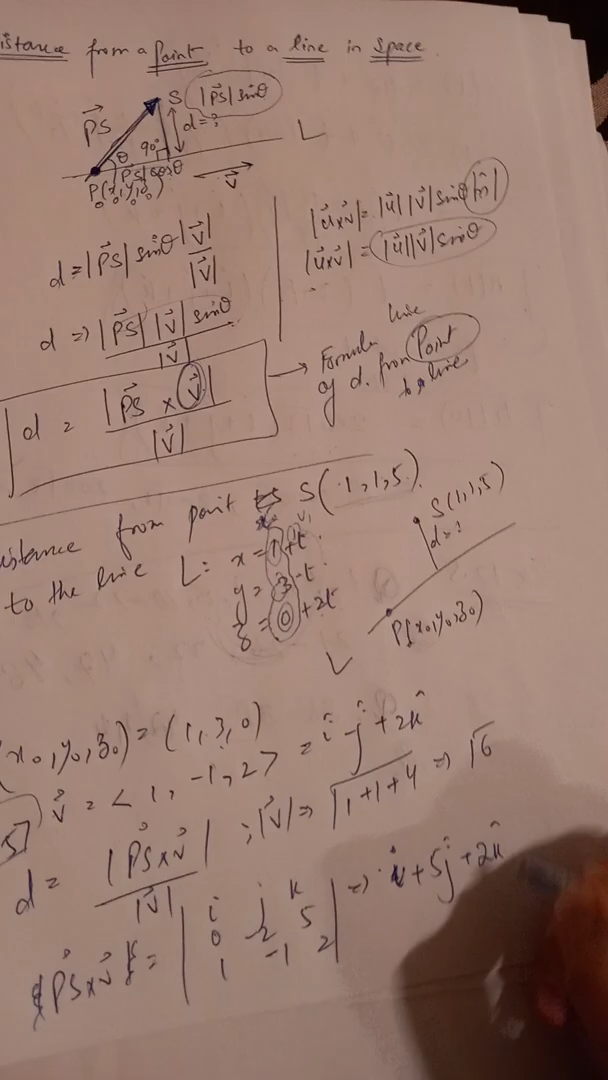 istance from a Point to a line in space
PS S |PS| sinθ
d=?
L
θ 90°
|PS| cosθ
P(x₀,y₀,z₀) v
d = |PS| sinθ |v|/|v|
|u×v| = |u| |v| sinθ |n̂|
|u×v| = |u||v| sinθ
d => |PS| |v| sinθ / |v|
d = |PS × v| / |v|
→ Formula
of d. from Point
to a line
line
istance from point S(1,1,5)
to the line L: x = 1+t
y = 3-t
z = 0+2t
S(1,1,5)
d=?
P(x₀,y₀,z₀)
L
(x₀,y₀,z₀) = (1,3,0)
v = <1,-1,2> = î-ĵ+2k̂
d = |PS×v| / |v| ; |v| => √1+1+4 => √6
PS×v = | i j k
0 -2 5
1 -1 2 | => i+5j+2k̂